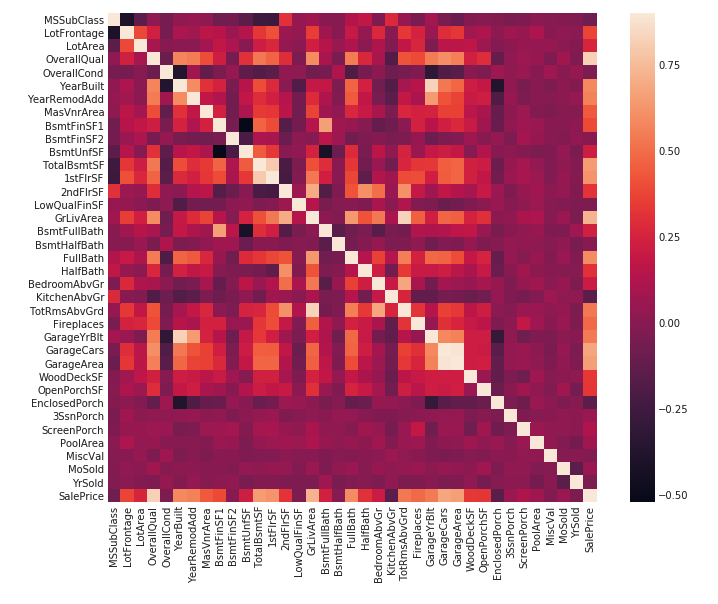 MSSubClass
LotFrontage
LotArea
OverallQual
OverallCond
YearBuilt
YearRemodAdd
MasVnrArea
BsmtFinSF1
BsmtFinSF2
BsmtUnfSF
TotalBsmtSF
1stFlrSF
2ndFlrSF
LowQualFinSF
GrLivArea
BsmtFullBath
BsmtHalfBath
FullBath
HalfBath
BedroomAbvGr
KitchenAbvGr
TotRmsAbvGrd
Fireplaces
GarageYrBlt
GarageCars
GarageArea
WoodDeckSF
OpenPorchSF
EnclosedPorch
3SsnPorch
ScreenPorch
PoolArea
MiscVal
MoSold
YrSold
SalePrice
MSSubClass
LotFrontage
LotArea
OverallQual
OverallCond
YearBuilt
YearRemodAdd
MasVnrArea
BsmtFinSF1
BsmtFinSF2
BsmtUnfSF
TotalBsmtSF
1stFlrSF
2ndFlrSF
LowQualFinSF
GrLivArea
BsmtFullBath
BsmtHalfBath
FullBath
HalfBath
BedroomAbvGr
KitchenAbvGr
TotRmsAbvGrd
Fireplaces
GarageYrBlt
GarageCars
GarageArea
WoodDeckSF
OpenPorchSF
EnclosedPorch
3SsnPorch
ScreenPorch
PoolArea
MiscVal
MoSold
YrSold
SalePrice
0.75
0.50
0.25
0.00
−0.25
−0.50